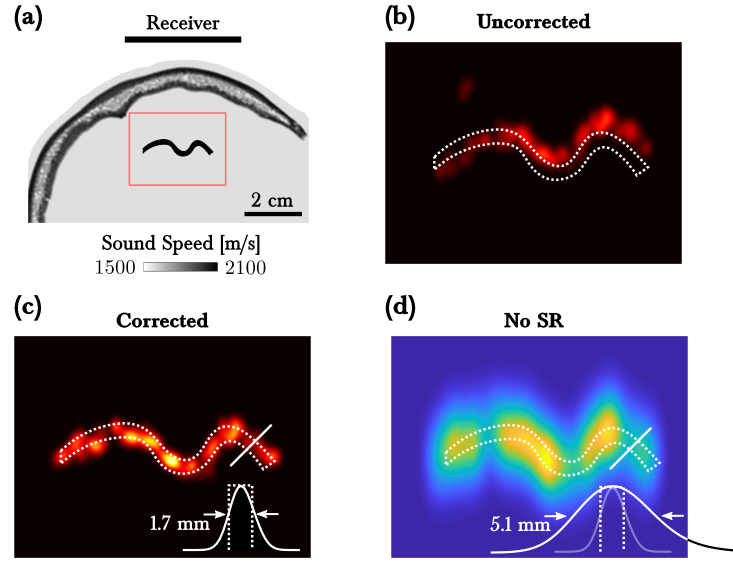 (a)
Receiver
2 cm
Sound Speed [m/s]
1500 2100
(b)
Uncorrected
(c)
Corrected
1.7 mm
(d)
No SR
5.1 mm